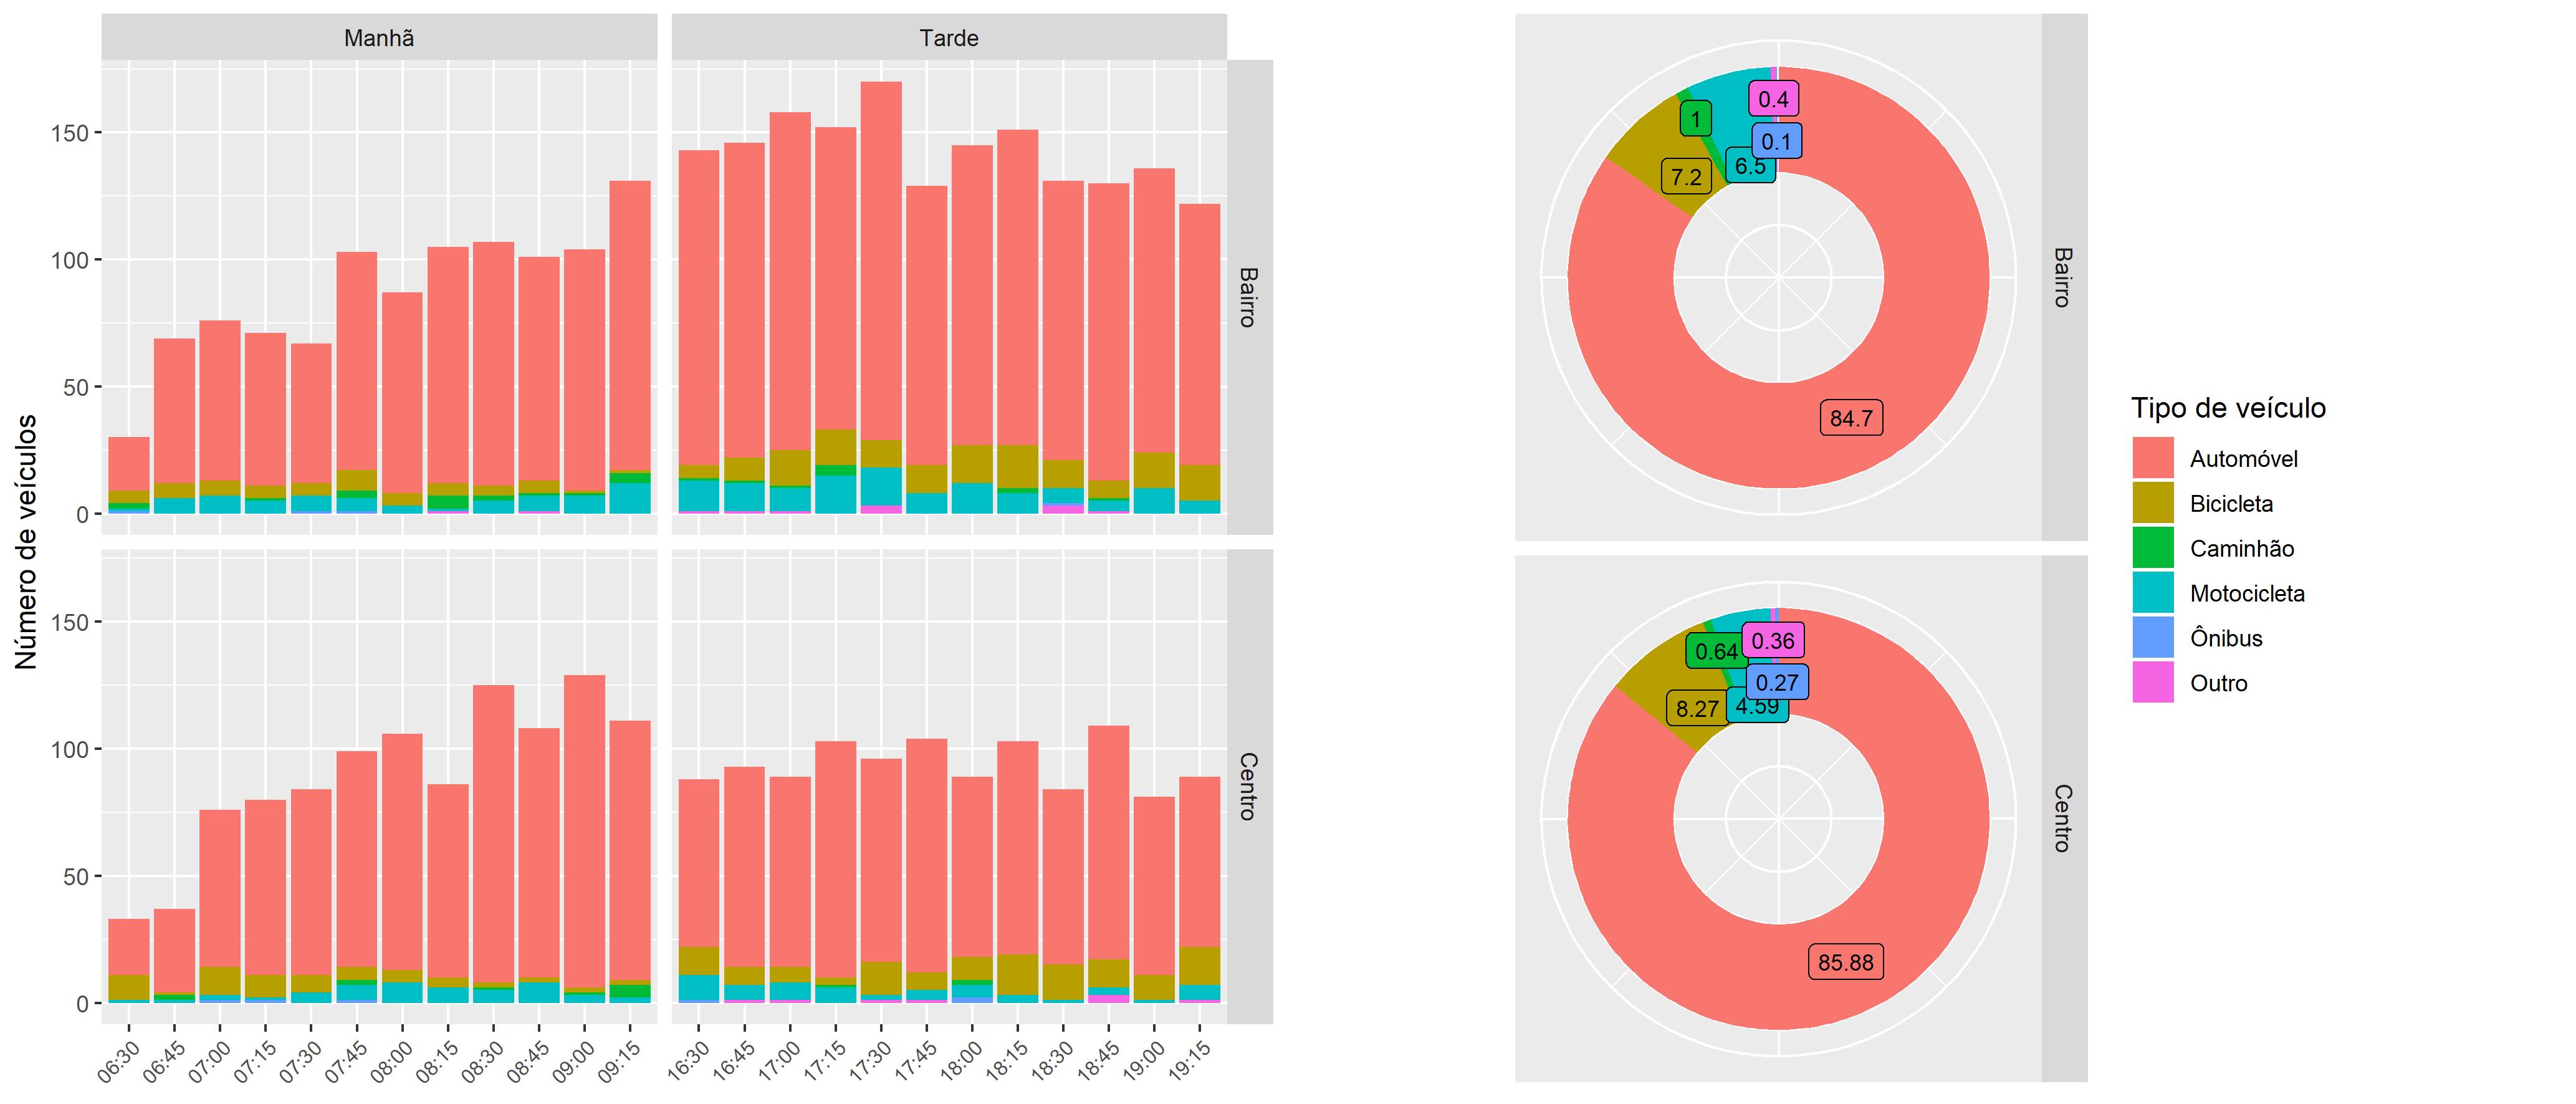 Manhã
Tarde
Número de veículos
150
100
50
0
Bairro
150
100
50
0
Centro
06:30 06:45 07:00 07:15 07:30 07:45 08:00 08:15 08:30 08:45 09:00 09:15
16:30 16:45 17:00 17:15 17:30 17:45 18:00 18:15 18:30 18:45 19:00 19:15
0.4
1
0.1
6.5
7.2
84.7
Bairro
0.36
0.64
0.27
4.59
8.27
85.88
Centro
Tipo de veículo
Automóvel
Bicicleta
Caminhão
Motocicleta
Ônibus
Outro